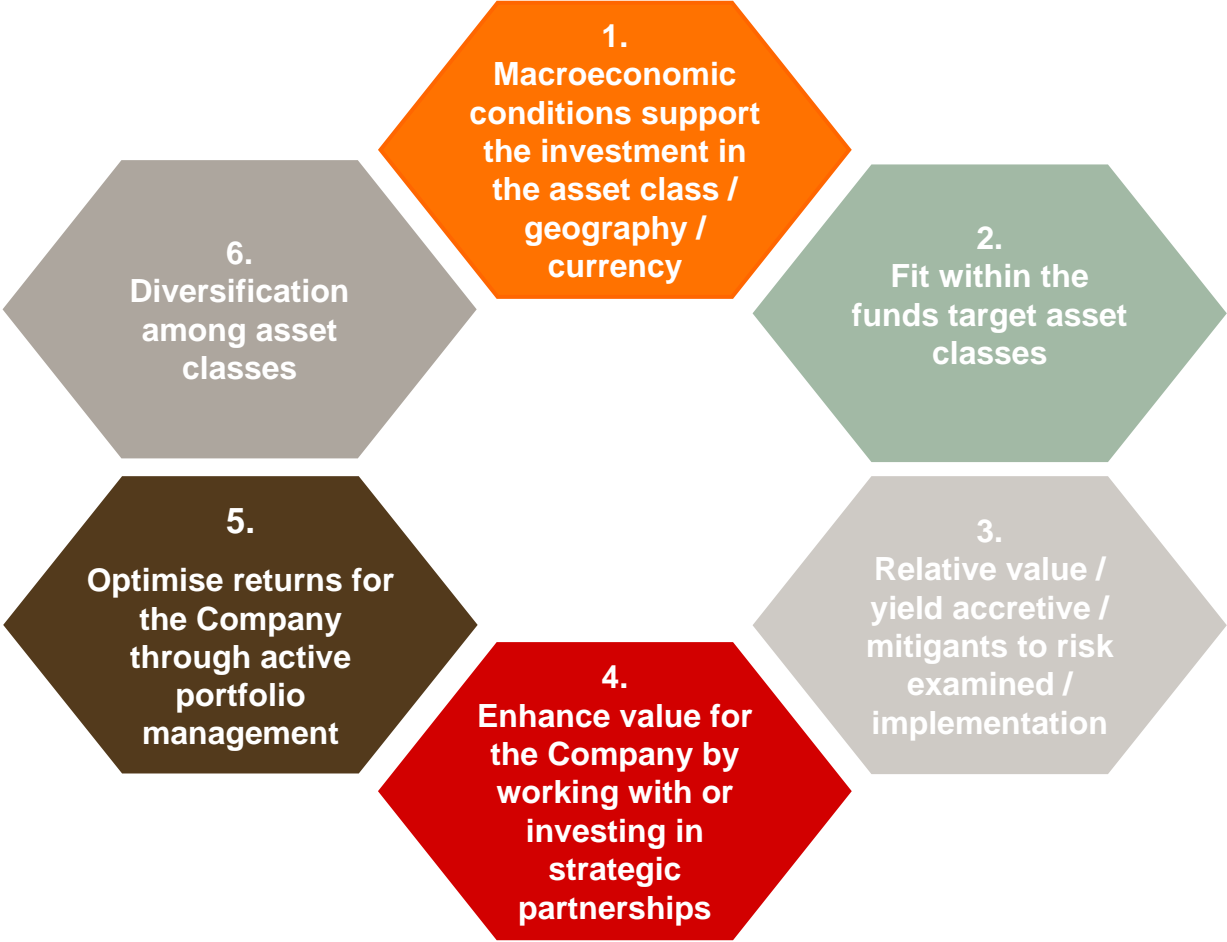 1.
Macroeconomic
conditions support
the investment in
the asset class /
geography /
currency
2.
Fit within the
funds target asset
classes
3.
Relative value /
yield accretive /
mitigants to risk
examined /
implementation
4.
Enhance value for
the Company by
working with or
investing in
strategic
partnerships
5.
Optimise returns for
the Company
through active
portfolio
management
6.
Diversification
among asset
classes